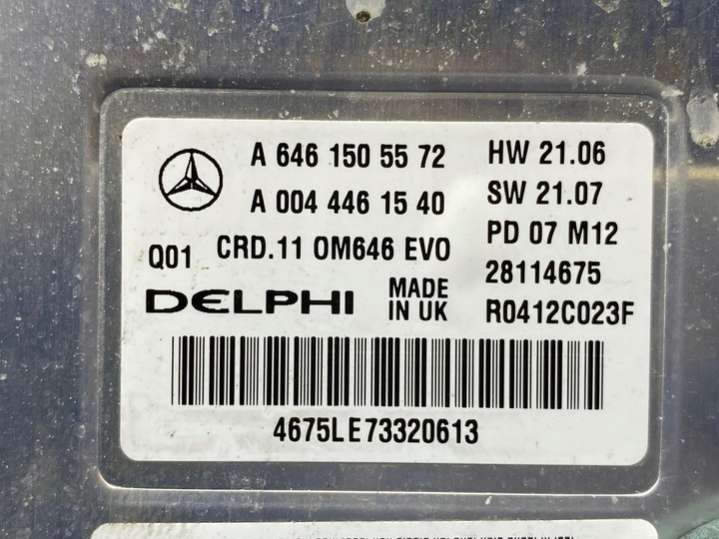 A 646 150 55 72
A 004 446 15 40
Q01 CRD.11 OM646 EVO
DELPHI MADE IN UK
HW 21.06
SW 21.07
PD 07 M12
28114675
R0412C023F
4675LE73320613